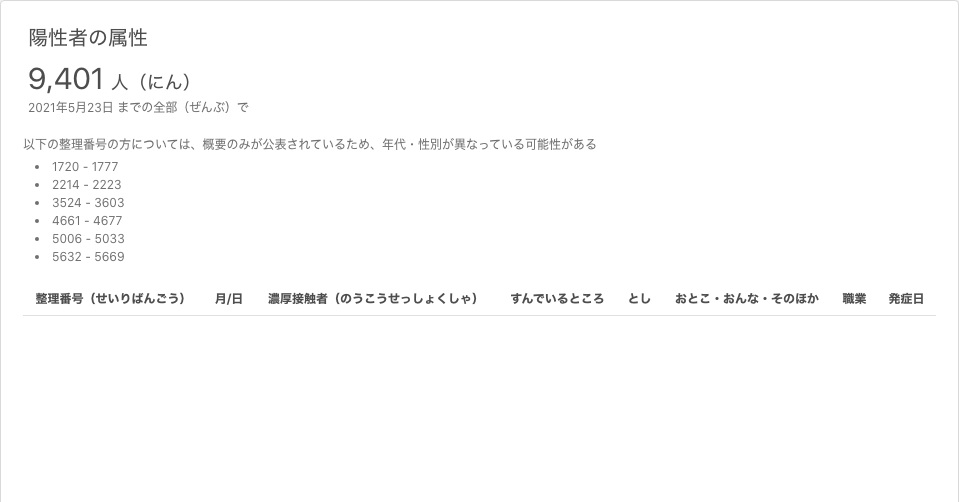 陽性者の属性
9,401 人（にん）
2021年5月23日 までの全部（ぜんぶ）で
以下の整理番号の方については、概要のみが公表されているため、年代・性別が異なっている可能性がある
• 1720 - 1777
• 2214 - 2223
• 3524 - 3603
• 4661 - 4677
• 5006 - 5033
• 5632 - 5669
整理番号（せいりばんごう） 月/日 濃厚接触者（のうこうせっしょくしゃ） すんでいるところ とし おとこ・おんな・そのほか 職業 発症日